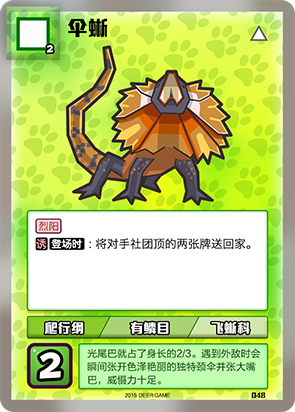 2
伞蜥
烈阳
诱 登场时：将对手社团顶的两张牌送回家。
爬行纲 有鳞目 飞蜥科
2
光尾巴就占了身长的2/3。遇到外敌时会
瞬间张开色泽艳丽的独特颈伞并张大嘴
巴，威慑力十足。
2015 DEER GAME
048